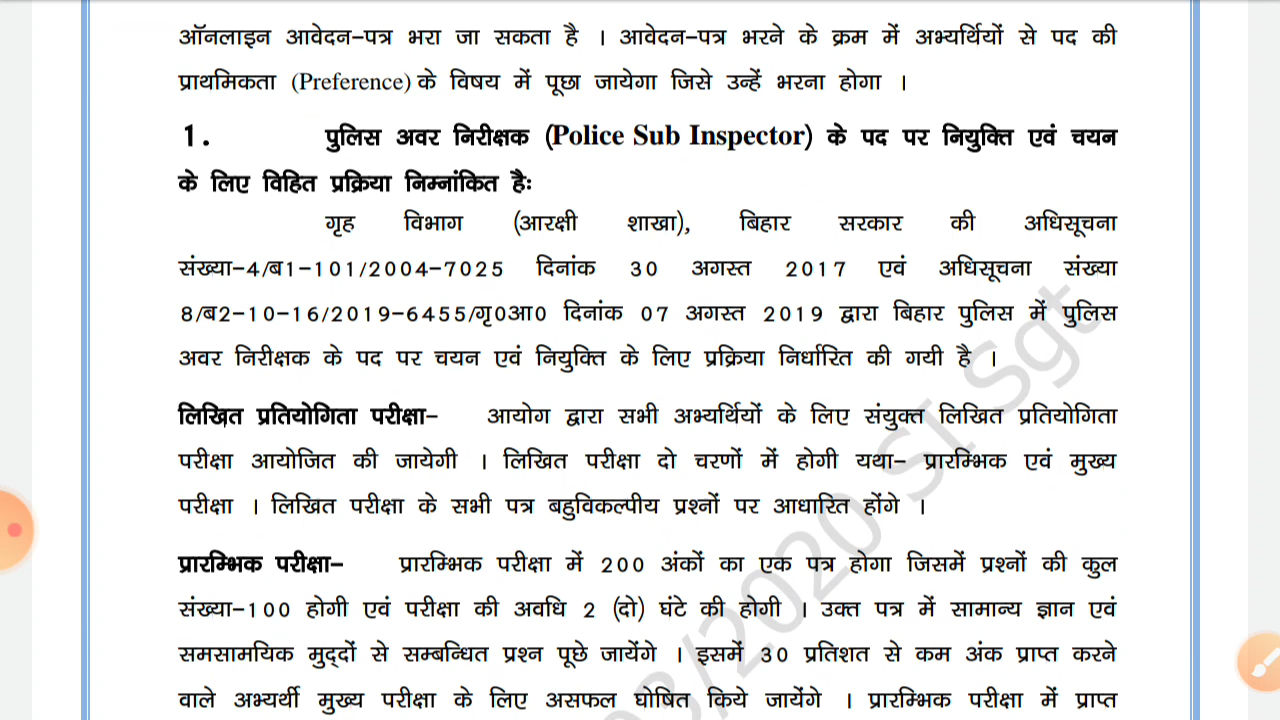 ऑनलाइन आवेदन–पत्र भरा जा सकता है । आवेदन–पत्र भरने के क्रम में अभ्यर्थियों से पद की
प्राथमिकता (Preference) के विषय में पूछा जायेगा जिसे उन्हें भरना होगा ।
1. पुलिस अवर निरीक्षक (Police Sub Inspector) के पद पर नियुक्ति एवं चयन
के लिए विहित प्रक्रिया निम्नांकित हैः
गृह विभाग (आरक्षी शाखा), बिहार सरकार की अधिसूचना
संख्या–4/ब1–101/2004–7025 दिनांक 30 अगस्त 2017 एवं अधिसूचना संख्या
8/ब2–10–16/2019–6455/गृ0आ0 दिनांक 07 अगस्त 2019 द्वारा बिहार पुलिस में पुलिस
अवर निरीक्षक के पद पर चयन एवं नियुक्ति के लिए प्रक्रिया निर्धारित की गयी है ।
लिखित प्रतियोगिता परीक्षा– आयोग द्वारा सभी अभ्यर्थियों के लिए संयुक्त लिखित प्रतियोगिता
परीक्षा आयोजित की जायेगी । लिखित परीक्षा दो चरणों में होगी यथा– प्रारम्भिक एवं मुख्य
परीक्षा । लिखित परीक्षा के सभी पत्र बहुविकल्पीय प्रश्नों पर आधारित होंगे ।
प्रारम्भिक परीक्षा– प्रारम्भिक परीक्षा में 200 अंकों का एक पत्र होगा जिसमें प्रश्नों की कुल
संख्या–100 होगी एवं परीक्षा की अवधि 2 (दो) घंटे की होगी । उक्त पत्र में सामान्य ज्ञान एवं
समसामयिक मुद्दों से सम्बन्धित प्रश्न पूछे जायेंगे । इसमें 30 प्रतिशत से कम अंक प्राप्त करने
वाले अभ्यर्थी मुख्य परीक्षा के लिए असफल घोषित किये जायेंगे । प्रारम्भिक परीक्षा में प्राप्त
03/2020 SI Sgt